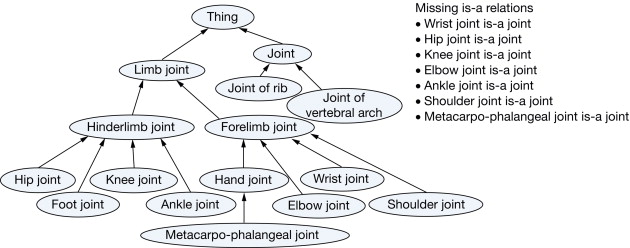 Thing
Joint
Limb joint
Joint of rib
Joint of
vertebral arch
Hinderlimb joint
Forelimb joint
Hip joint
Knee joint
Hand joint
Wrist joint
Foot joint
Ankle joint
Elbow joint
Shoulder joint
Metacarpo-phalangeal joint
Missing is-a relations
• Wrist joint is-a joint
• Hip joint is-a joint
• Knee joint is-a joint
• Elbow joint is-a joint
• Ankle joint is-a joint
• Shoulder joint is-a joint
• Metacarpo-phalangeal joint is-a joint